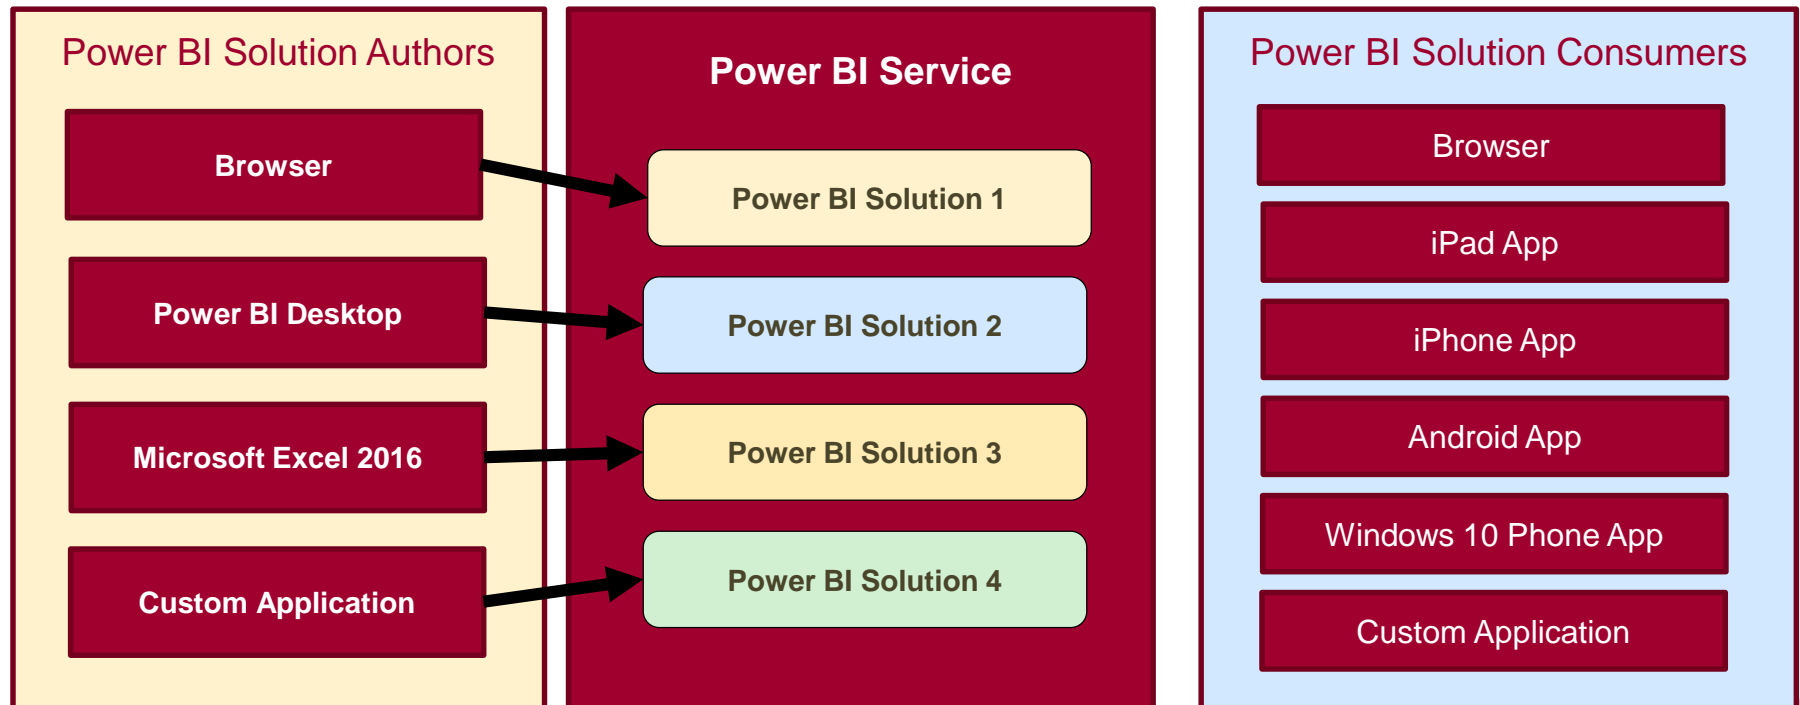 Power BI Solution Authors
Browser
Power BI Desktop
Microsoft Excel 2016
Custom Application
Power BI Service
Power BI Solution 1
Power BI Solution 2
Power BI Solution 3
Power BI Solution 4
Power BI Solution Consumers
Browser
iPad App
iPhone App
Android App
Windows 10 Phone App
Custom Application